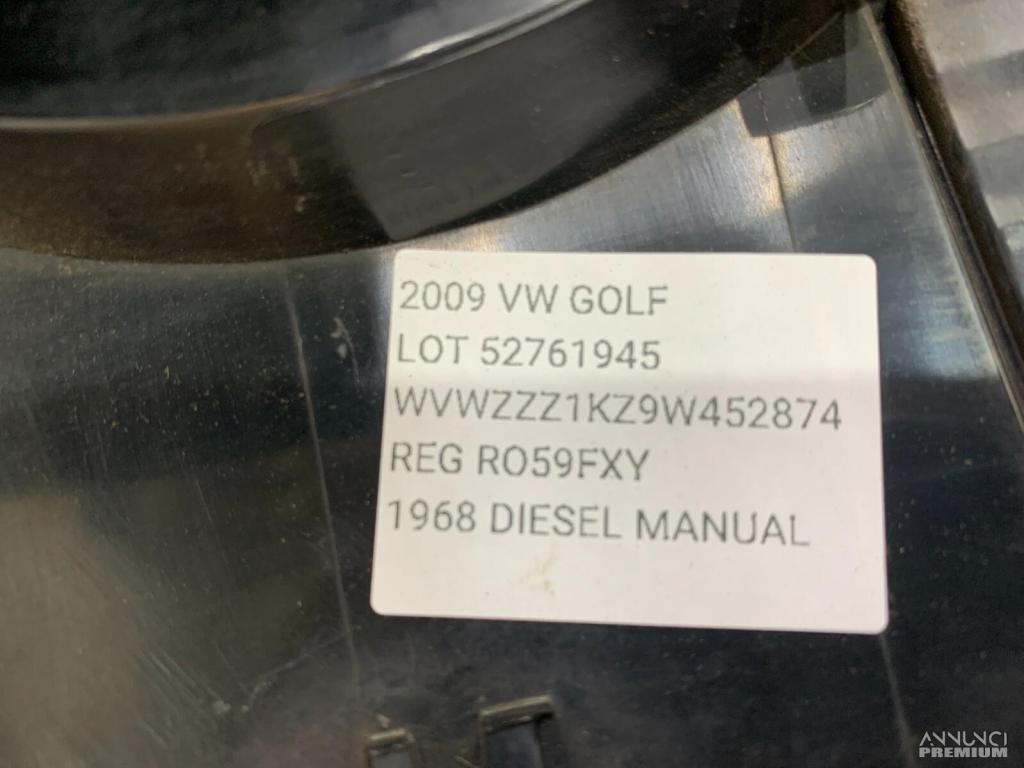 2009 VW GOLF
LOT 52761945
WVWZZZ1KZ9W452874
REG RO59FXY
1968 DIESEL MANUAL
ANNUNCI
PREMIUM